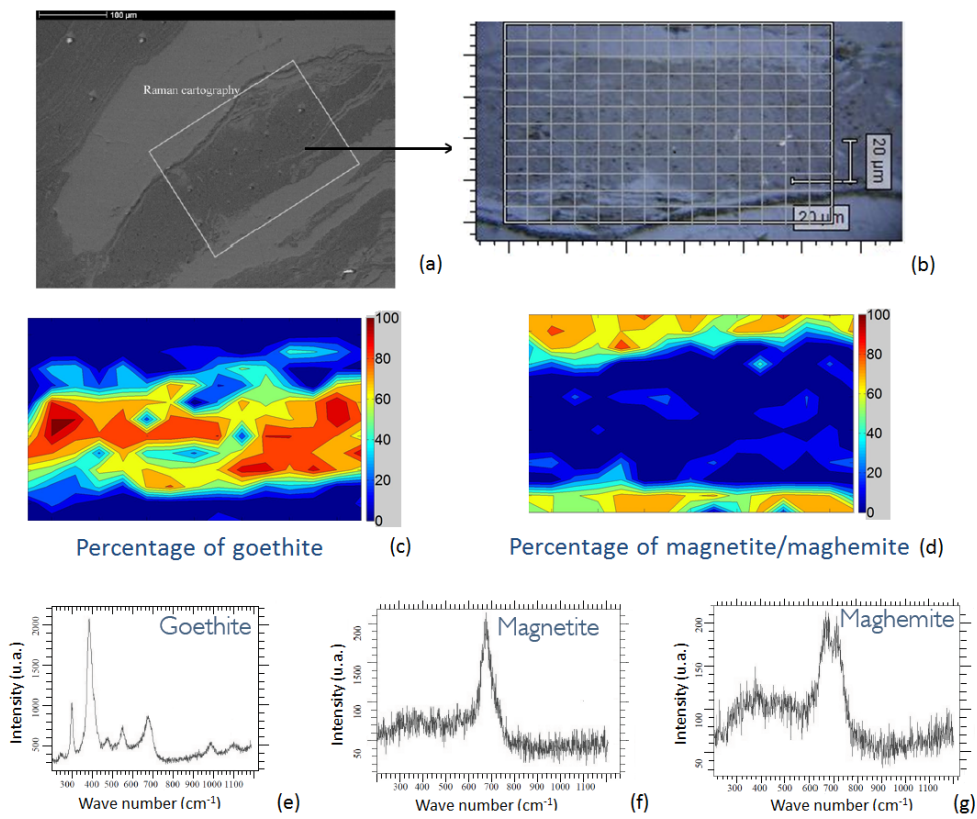 100 µm
Raman cartography
(a)
20 µm
20 µm
(b)
100
80
60
40
20
0
Percentage of goethite (c)
100
80
60
40
20
0
Percentage of magnetite/maghemite (d)
Goethite
Intensity (u.a.)
2000
1500
1000
500
300 400 500 600 700 800 900 1000 1100
Wave number (cm-1)
(e)
Magnetite
Intensity (u.a.)
200
150
100
50
300 400 500 600 700 800 900 1000 1100
Wave number (cm-1)
(f)
Maghemite
Intensity (u.a.)
200
150
100
50
300 400 500 600 700 800 900 1000 1100
Wave number (cm-1)
(g)